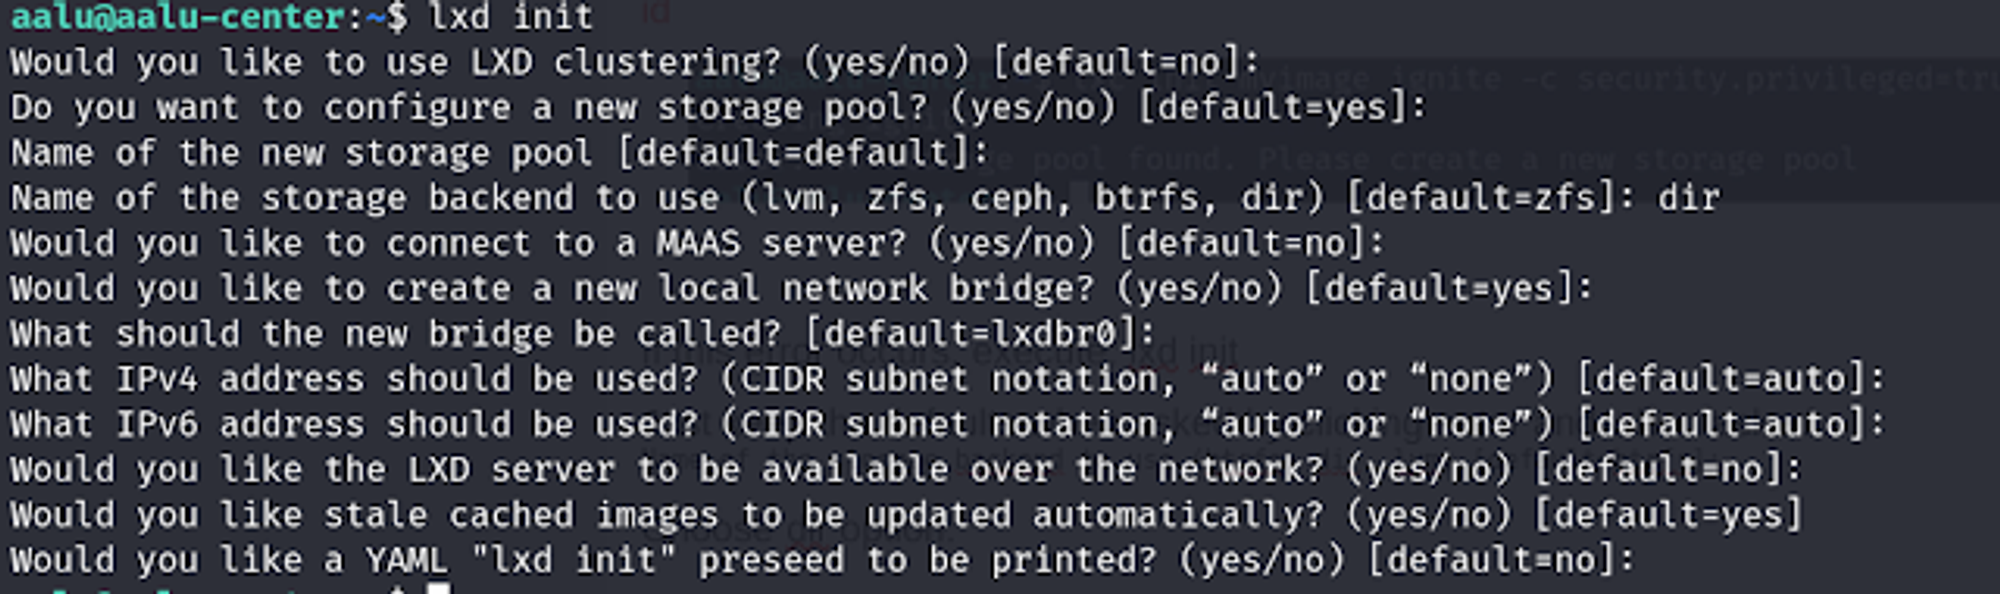 aalu@aalu-center:~$ lxd init
Would you like to use LXD clustering? (yes/no) [default=no]:
Do you want to configure a new storage pool? (yes/no) [default=yes]:
Name of the new storage pool [default=default]:
Name of the storage backend to use (lvm, zfs, ceph, btrfs, dir) [default=zfs]: dir
Would you like to connect to a MAAS server? (yes/no) [default=no]:
Would you like to create a new local network bridge? (yes/no) [default=yes]:
What should the new bridge be called? [default=lxdbr0]:
What IPv4 address should be used? (CIDR subnet notation, “auto” or “none”) [default=auto]:
What IPv6 address should be used? (CIDR subnet notation, “auto” or “none”) [default=auto]:
Would you like the LXD server to be available over the network? (yes/no) [default=no]:
Would you like stale cached images to be updated automatically? (yes/no) [default=yes]
Would you like a YAML "lxd init" preseed to be printed? (yes/no) [default=no]: